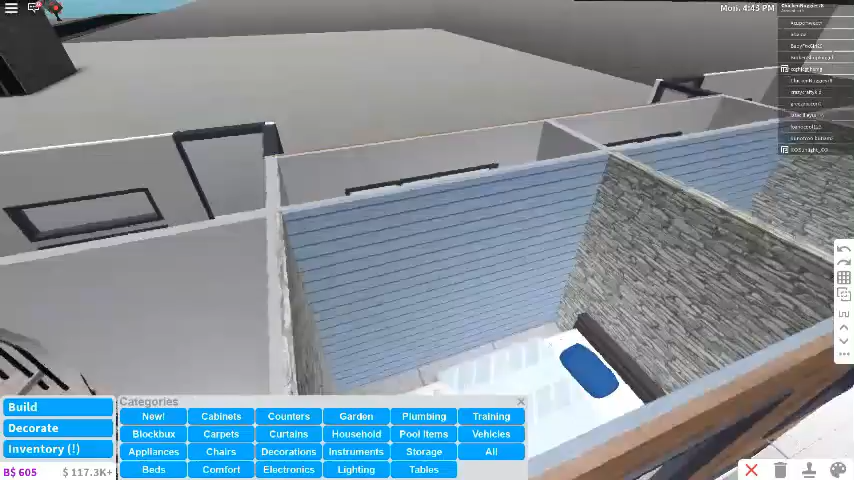 Mon. 4:43 PM
Build
Decorate
Inventory (!)
B$ 605
$ 117.3K+
Categories
New! Cabinets Counters Garden Plumbing Training
Blockbux Carpets Curtains Household Pool Items Vehicles
Appliances Chairs Decorations Instruments Storage All
Beds Comfort Electronics Lighting Tables